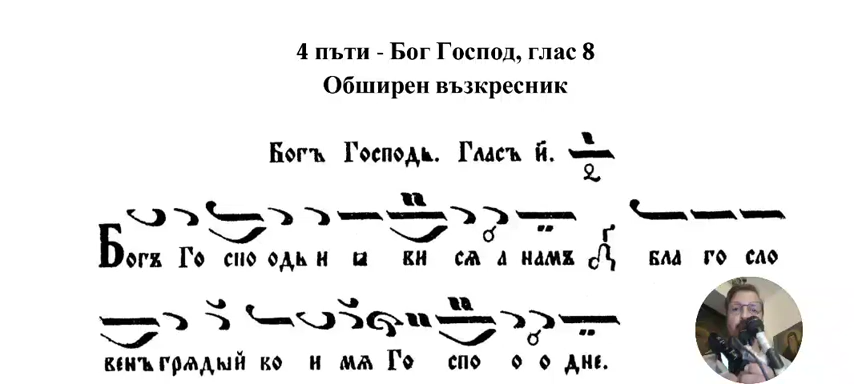 4 пъти - Бог Господ, глас 8
Обширен възкресник
Богъ Господь. Гласъ й.
Богъ Го спо одь и ы ви ся а намъ бла го сло
венъ грядый во и мя Го спо о о дне.